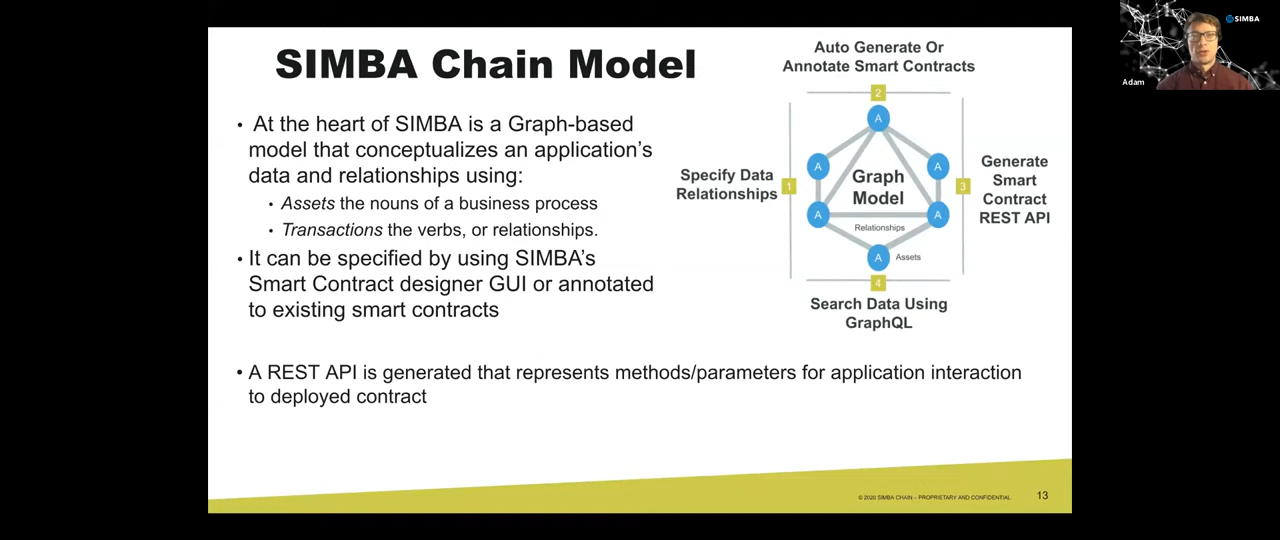 SIMBA Chain Model
• At the heart of SIMBA is a Graph-based
model that conceptualizes an application's
data and relationships using:
• Assets the nouns of a business process
• Transactions the verbs, or relationships.
• It can be specified by using SIMBA's
Smart Contract designer GUI or annotated
to existing smart contracts
• A REST API is generated that represents methods/parameters for application interaction
to deployed contract
Auto Generate Or
Annotate Smart Contracts
2
Specify Data
Relationships
1
A
A
A
Graph
Model
A
A
Relationships
A
Assets
3
Generate
Smart
Contract
REST API
4
Search Data Using
GraphQL
© 2020 SIMBA CHAIN – PROPRIETARY AND CONFIDENTIAL
13
SIMBA
Adam